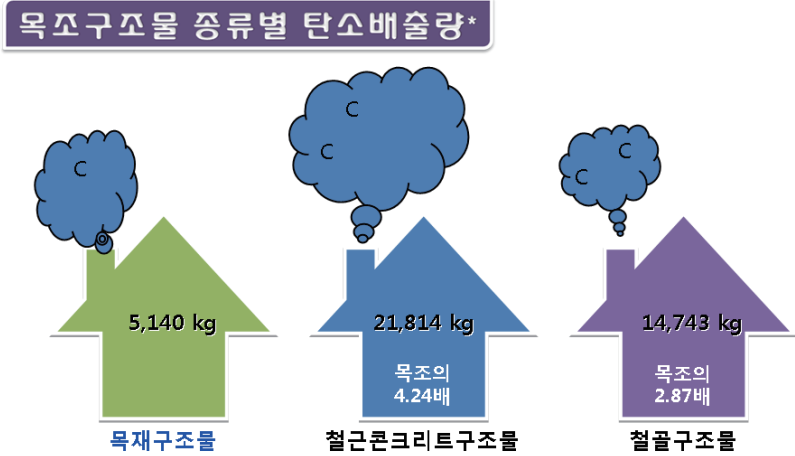 목조구조물 종류별 탄소배출량*
C
C
C
C
C
5,140 kg
21,814 kg
14,743 kg
목조의
4.24배
목조의
2.87배
목재구조물
철근콘크리트구조물
철골구조물